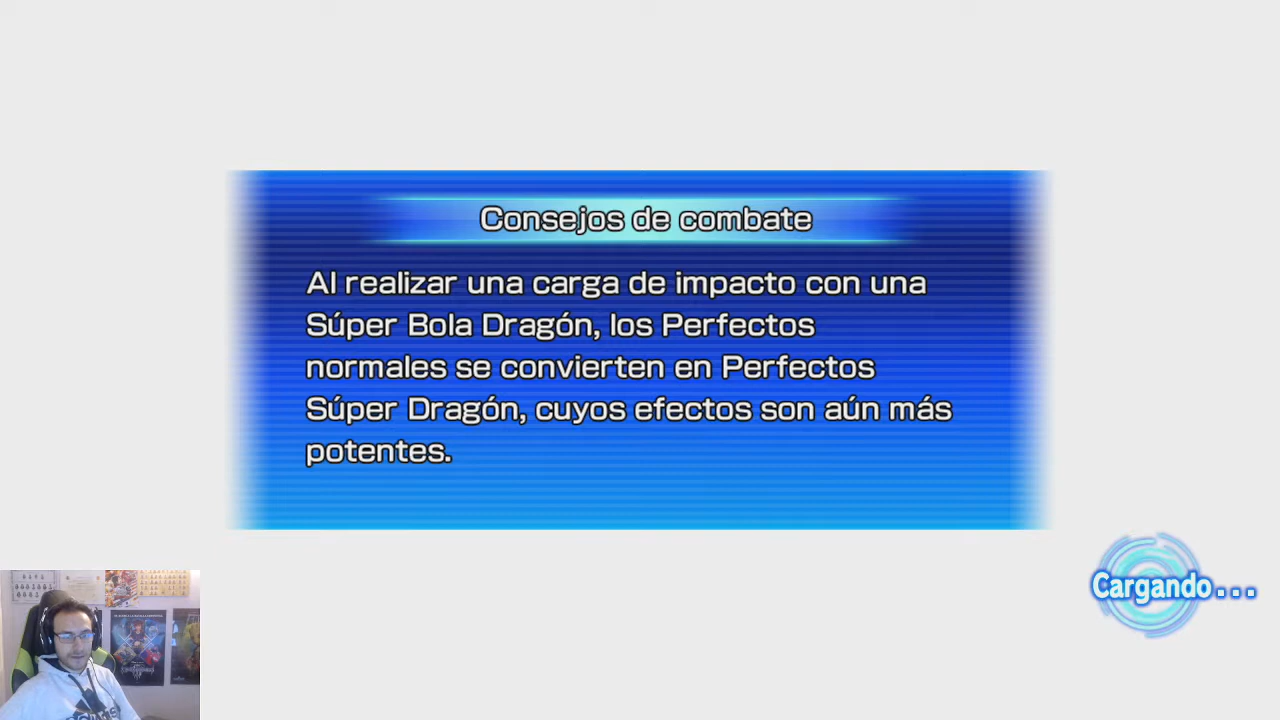 Consejos de combate
Al realizar una carga de impacto con una
Súper Bola Dragón, los Perfectos
normales se convierten en Perfectos
Súper Dragón, cuyos efectos son aún más
potentes.
Cargando...